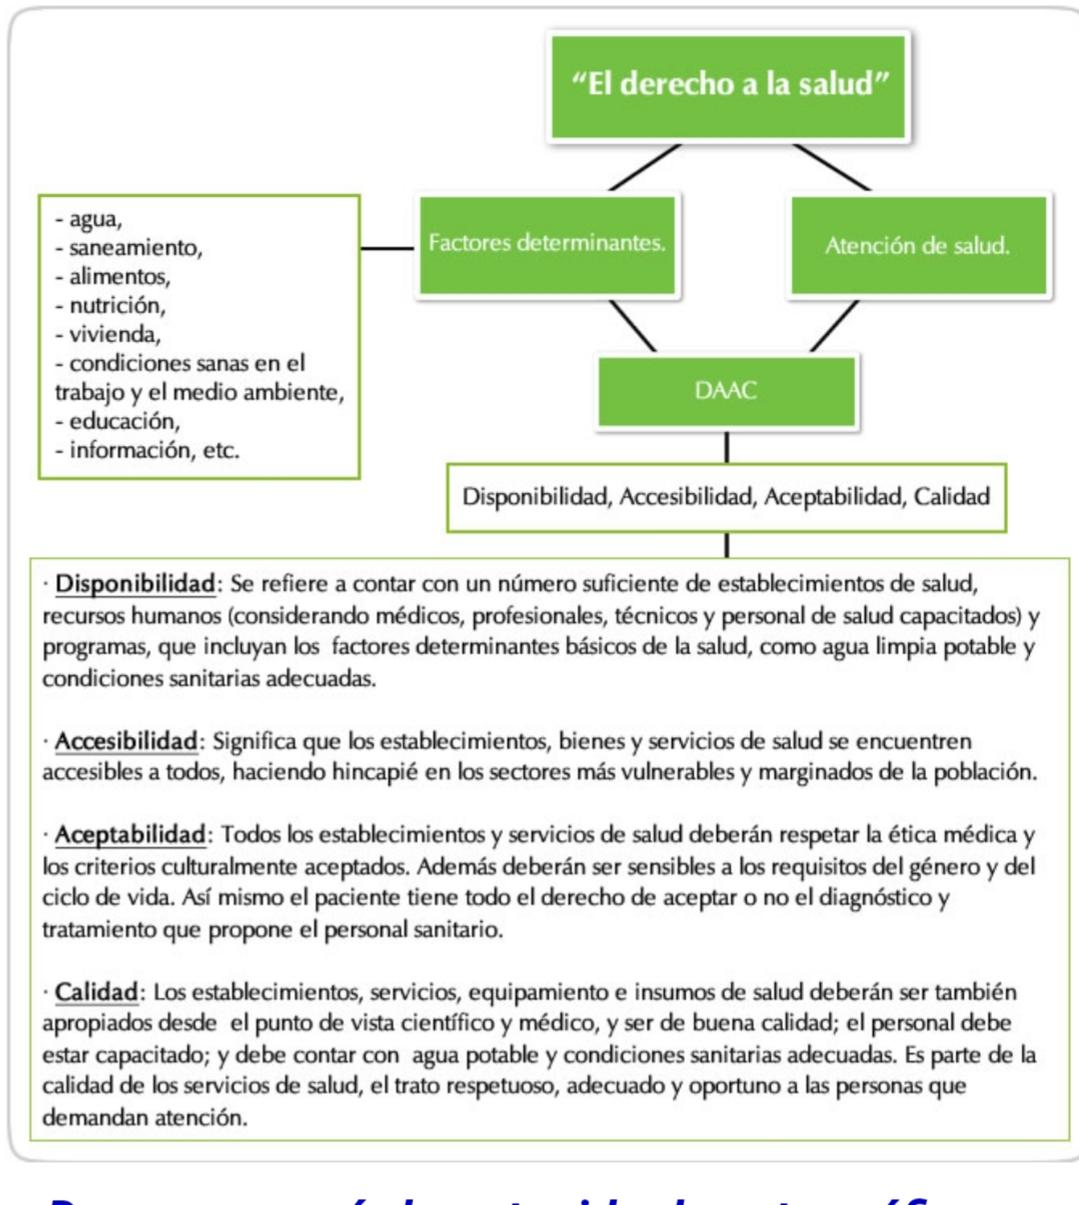 “El derecho a la salud”
- agua,
- saneamiento,
- alimentos,
- nutrición,
- vivienda,
- condiciones sanas en el
trabajo y el medio ambiente,
- educación,
- información, etc.
Factores determinantes.
Atención de salud.
DAAC
Disponibilidad, Accesibilidad, Aceptabilidad, Calidad
· Disponibilidad: Se refiere a contar con un número suficiente de establecimientos de salud,
recursos humanos (considerando médicos, profesionales, técnicos y personal de salud capacitados) y
programas, que incluyan los factores determinantes básicos de la salud, como agua limpia potable y
condiciones sanitarias adecuadas.
· Accesibilidad: Significa que los establecimientos, bienes y servicios de salud se encuentren
accesibles a todos, haciendo hincapié en los sectores más vulnerables y marginados de la población.
· Aceptabilidad: Todos los establecimientos y servicios de salud deberán respetar la ética médica y
los criterios culturalmente aceptados. Además deberán ser sensibles a los requisitos del género y del
ciclo de vida. Así mismo el paciente tiene todo el derecho de aceptar o no el diagnóstico y
tratamiento que propone el personal sanitario.
· Calidad: Los establecimientos, servicios, equipamiento e insumos de salud deberán ser también
apropiados desde el punto de vista científico y médico, y ser de buena calidad; el personal debe
estar capacitado; y debe contar con agua potable y condiciones sanitarias adecuadas. Es parte de la
calidad de los servicios de salud, el trato respetuoso, adecuado y oportuno a las personas que
demandan atención.